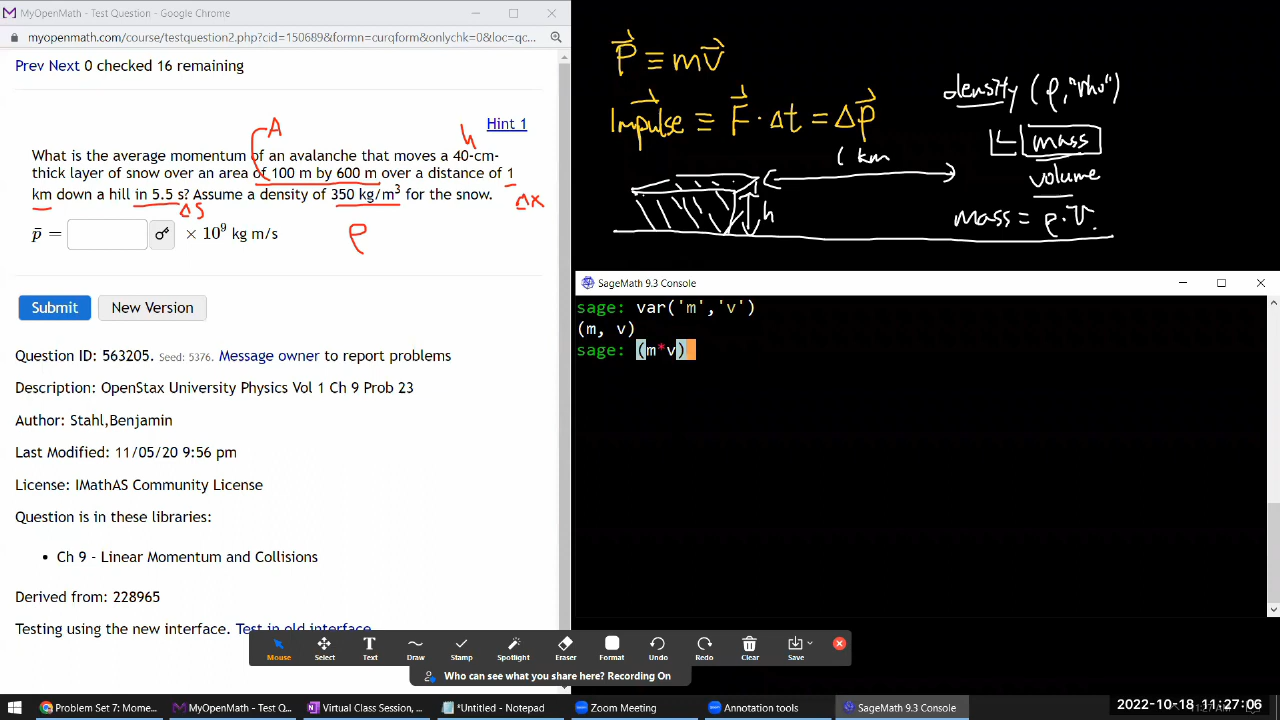 MyOpenMath - Test Question - Google Chrome
myopenmath.com/course/testquestion2.php?cid=150689&formn=curqform&onlychk=0&loc=qc...
Prev Next 0 checked 16 remaining
Hint 1
A
h
What is the average momentum of an avalanche that moves a 40-cm-
thick layer of snow over an area of 100 m by 600 m over a distance of 1
km down a hill in 5.5 s? Assume a density of 350 kg/m³ for the snow.
ΔS
Δx
p̄ = × 10⁹ kg m/s
ρ
Submit New Version
Question ID: 563205. Seed: 5376. Message owner to report problems
Description: OpenStax University Physics Vol 1 Ch 9 Prob 23
Author: Stahl,Benjamin
Last Modified: 11/05/20 9:56 pm
License: IMathAS Community License
Question is in these libraries:
• Ch 9 - Linear Momentum and Collisions
Derived from: 228965
Testing using the new interface. Test in old interface
P⃗ ≡ mv⃗
Impulse ≡ F⃗ · Δt = ΔP⃗
density (ρ, "rho")
mass
volume
mass = ρ·V.
1 km
h
SageMath 9.3 Console
sage: var('m','v')
(m, v)
sage: (m*v)
Mouse Select Text Draw Stamp Spotlight Eraser Format Undo Redo Clear Save
Who can see what you share here? Recording On
Problem Set 7: Mome... MyOpenMath - Test Q... Virtual Class Session, ... *Untitled - Notepad Zoom Meeting Annotation tools SageMath 9.3 Console
2022-10-18 11:27:06